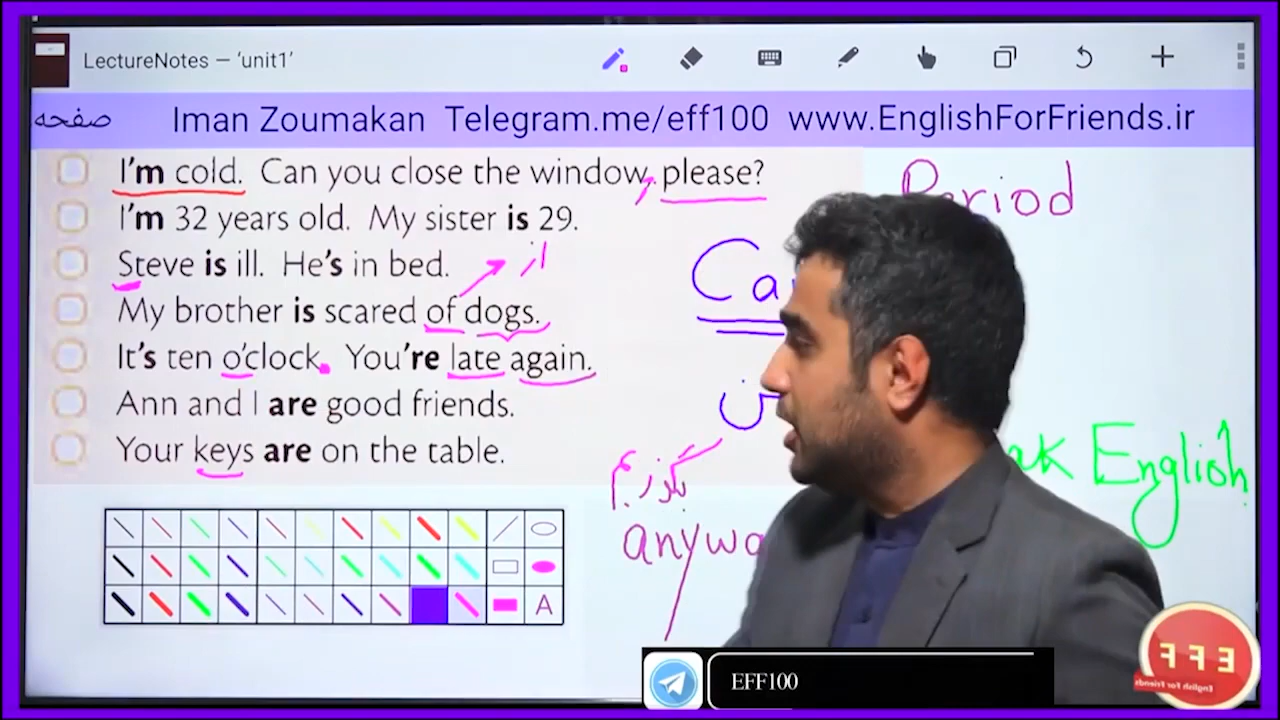 LectureNotes – ‘unit1’
صفحه Iman Zoumakan Telegram.me/eff100 www.EnglishForFriends.ir
I'm cold. Can you close the window, please?
Period
I'm 32 years old. My sister is 29.
Steve is ill. He's in bed.
از
Ca
My brother is scared of dogs.
It's ten o'clock. You're late again.
Ann and I are good friends.
English
Your keys are on the table.
بگذریم
anywa
A
EFF
English For Friends
EFF100